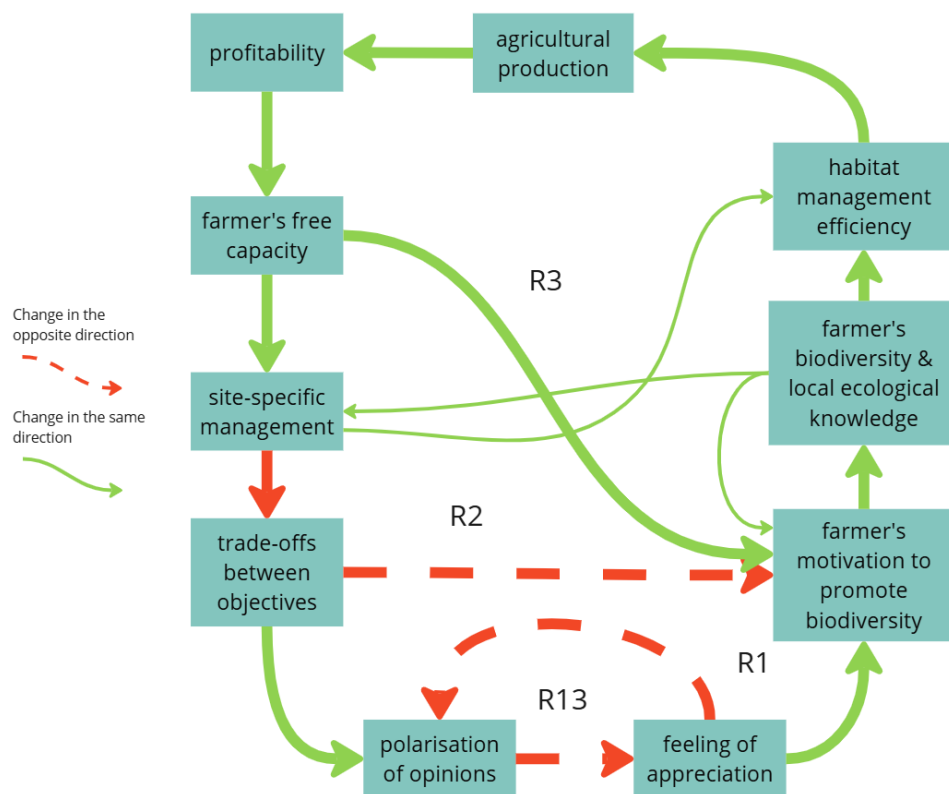 profitability
agricultural
production
habitat
management
efficiency
farmer's free
capacity
R3
Change in the
opposite direction
farmer's
biodiversity &
local ecological
knowledge
site-specific
management
Change in the same
direction
R2
trade-offs
between
objectives
farmer's
motivation to
promote
biodiversity
R1
R13
polarisation
of opinions
feeling of
appreciation